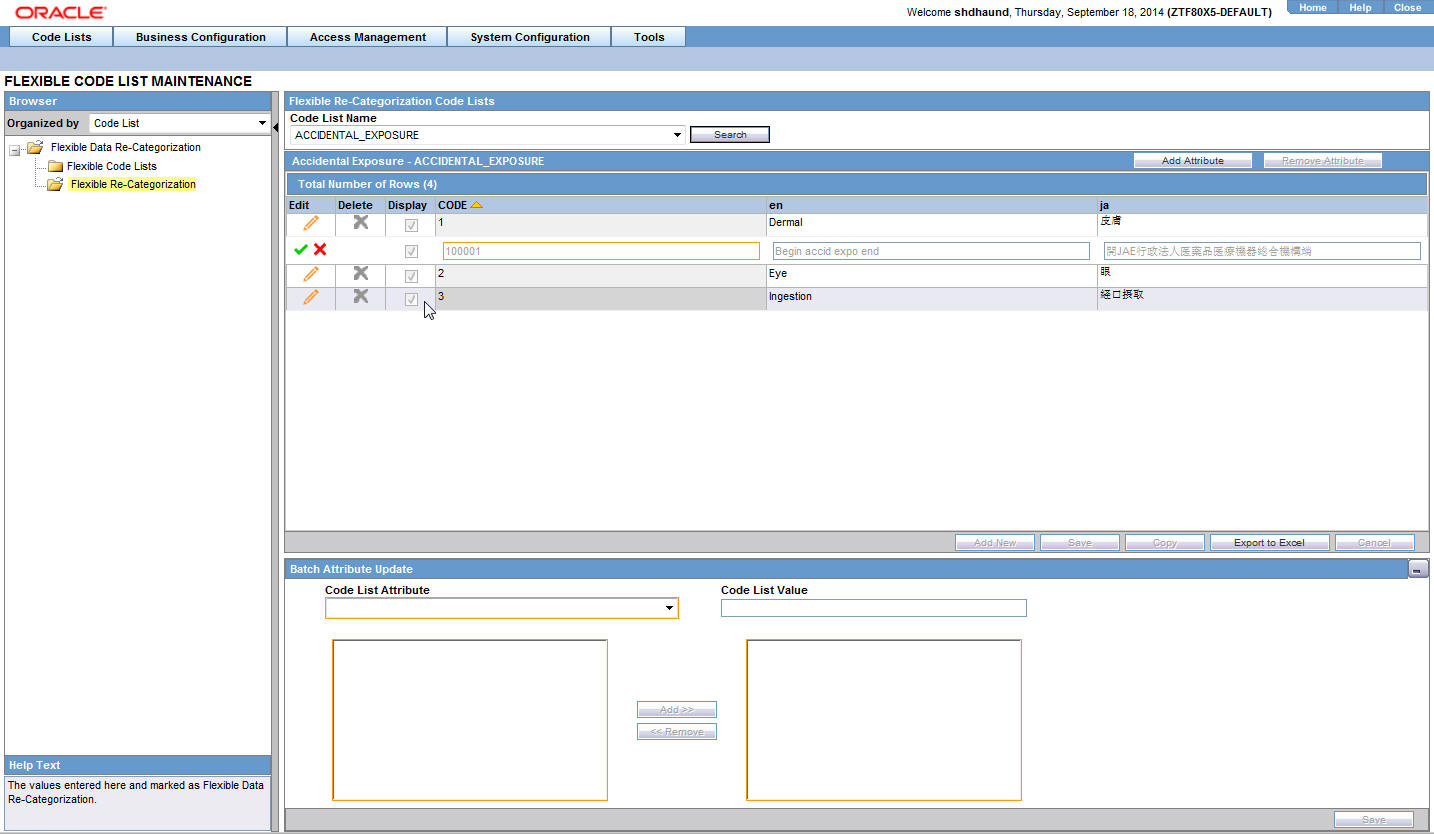 ORACLE
Welcome shdhaund, Thursday, September 18, 2014 (ZTF80X5-DEFAULT)
Home Help Close
Code Lists Business Configuration Access Management System Configuration Tools
FLEXIBLE CODE LIST MAINTENANCE
Browser
Organized by Code List
Flexible Data Re-Categorization
Flexible Code Lists
Flexible Re-Categorization
Flexible Re-Categorization Code Lists
Code List Name
ACCIDENTAL_EXPOSURE Search
Accidental Exposure - ACCIDENTAL_EXPOSURE Add Attribute Remove Attribute
Total Number of Rows (4)
Edit Delete Display CODE en ja
1 Dermal 皮膚
100001 Begin accid expo end 開JAE行政法人医薬品医療機器総合機構端
2 Eye 眼
3 Ingestion 経口摂取
Add New Save Copy Export to Excel Cancel
Batch Attribute Update
Code List Attribute Code List Value
Add >>
<< Remove
Save
Help Text
The values entered here and marked as Flexible Data
Re-Categorization.